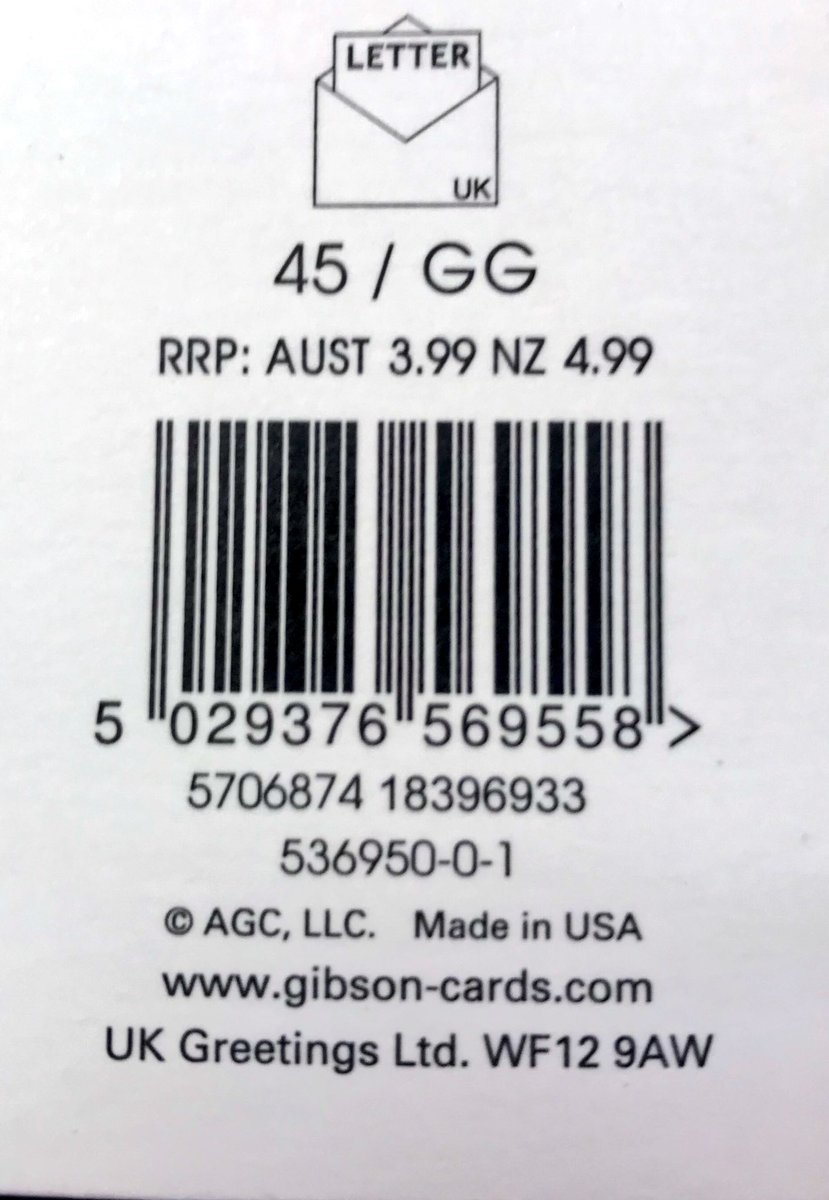 LETTER
UK
45 / GG
RRP: AUST 3.99 NZ 4.99
5 029376 569558 >
5706874 18396933
536950-0-1
© AGC, LLC. Made in USA
www.gibson-cards.com
UK Greetings Ltd. WF12 9AW